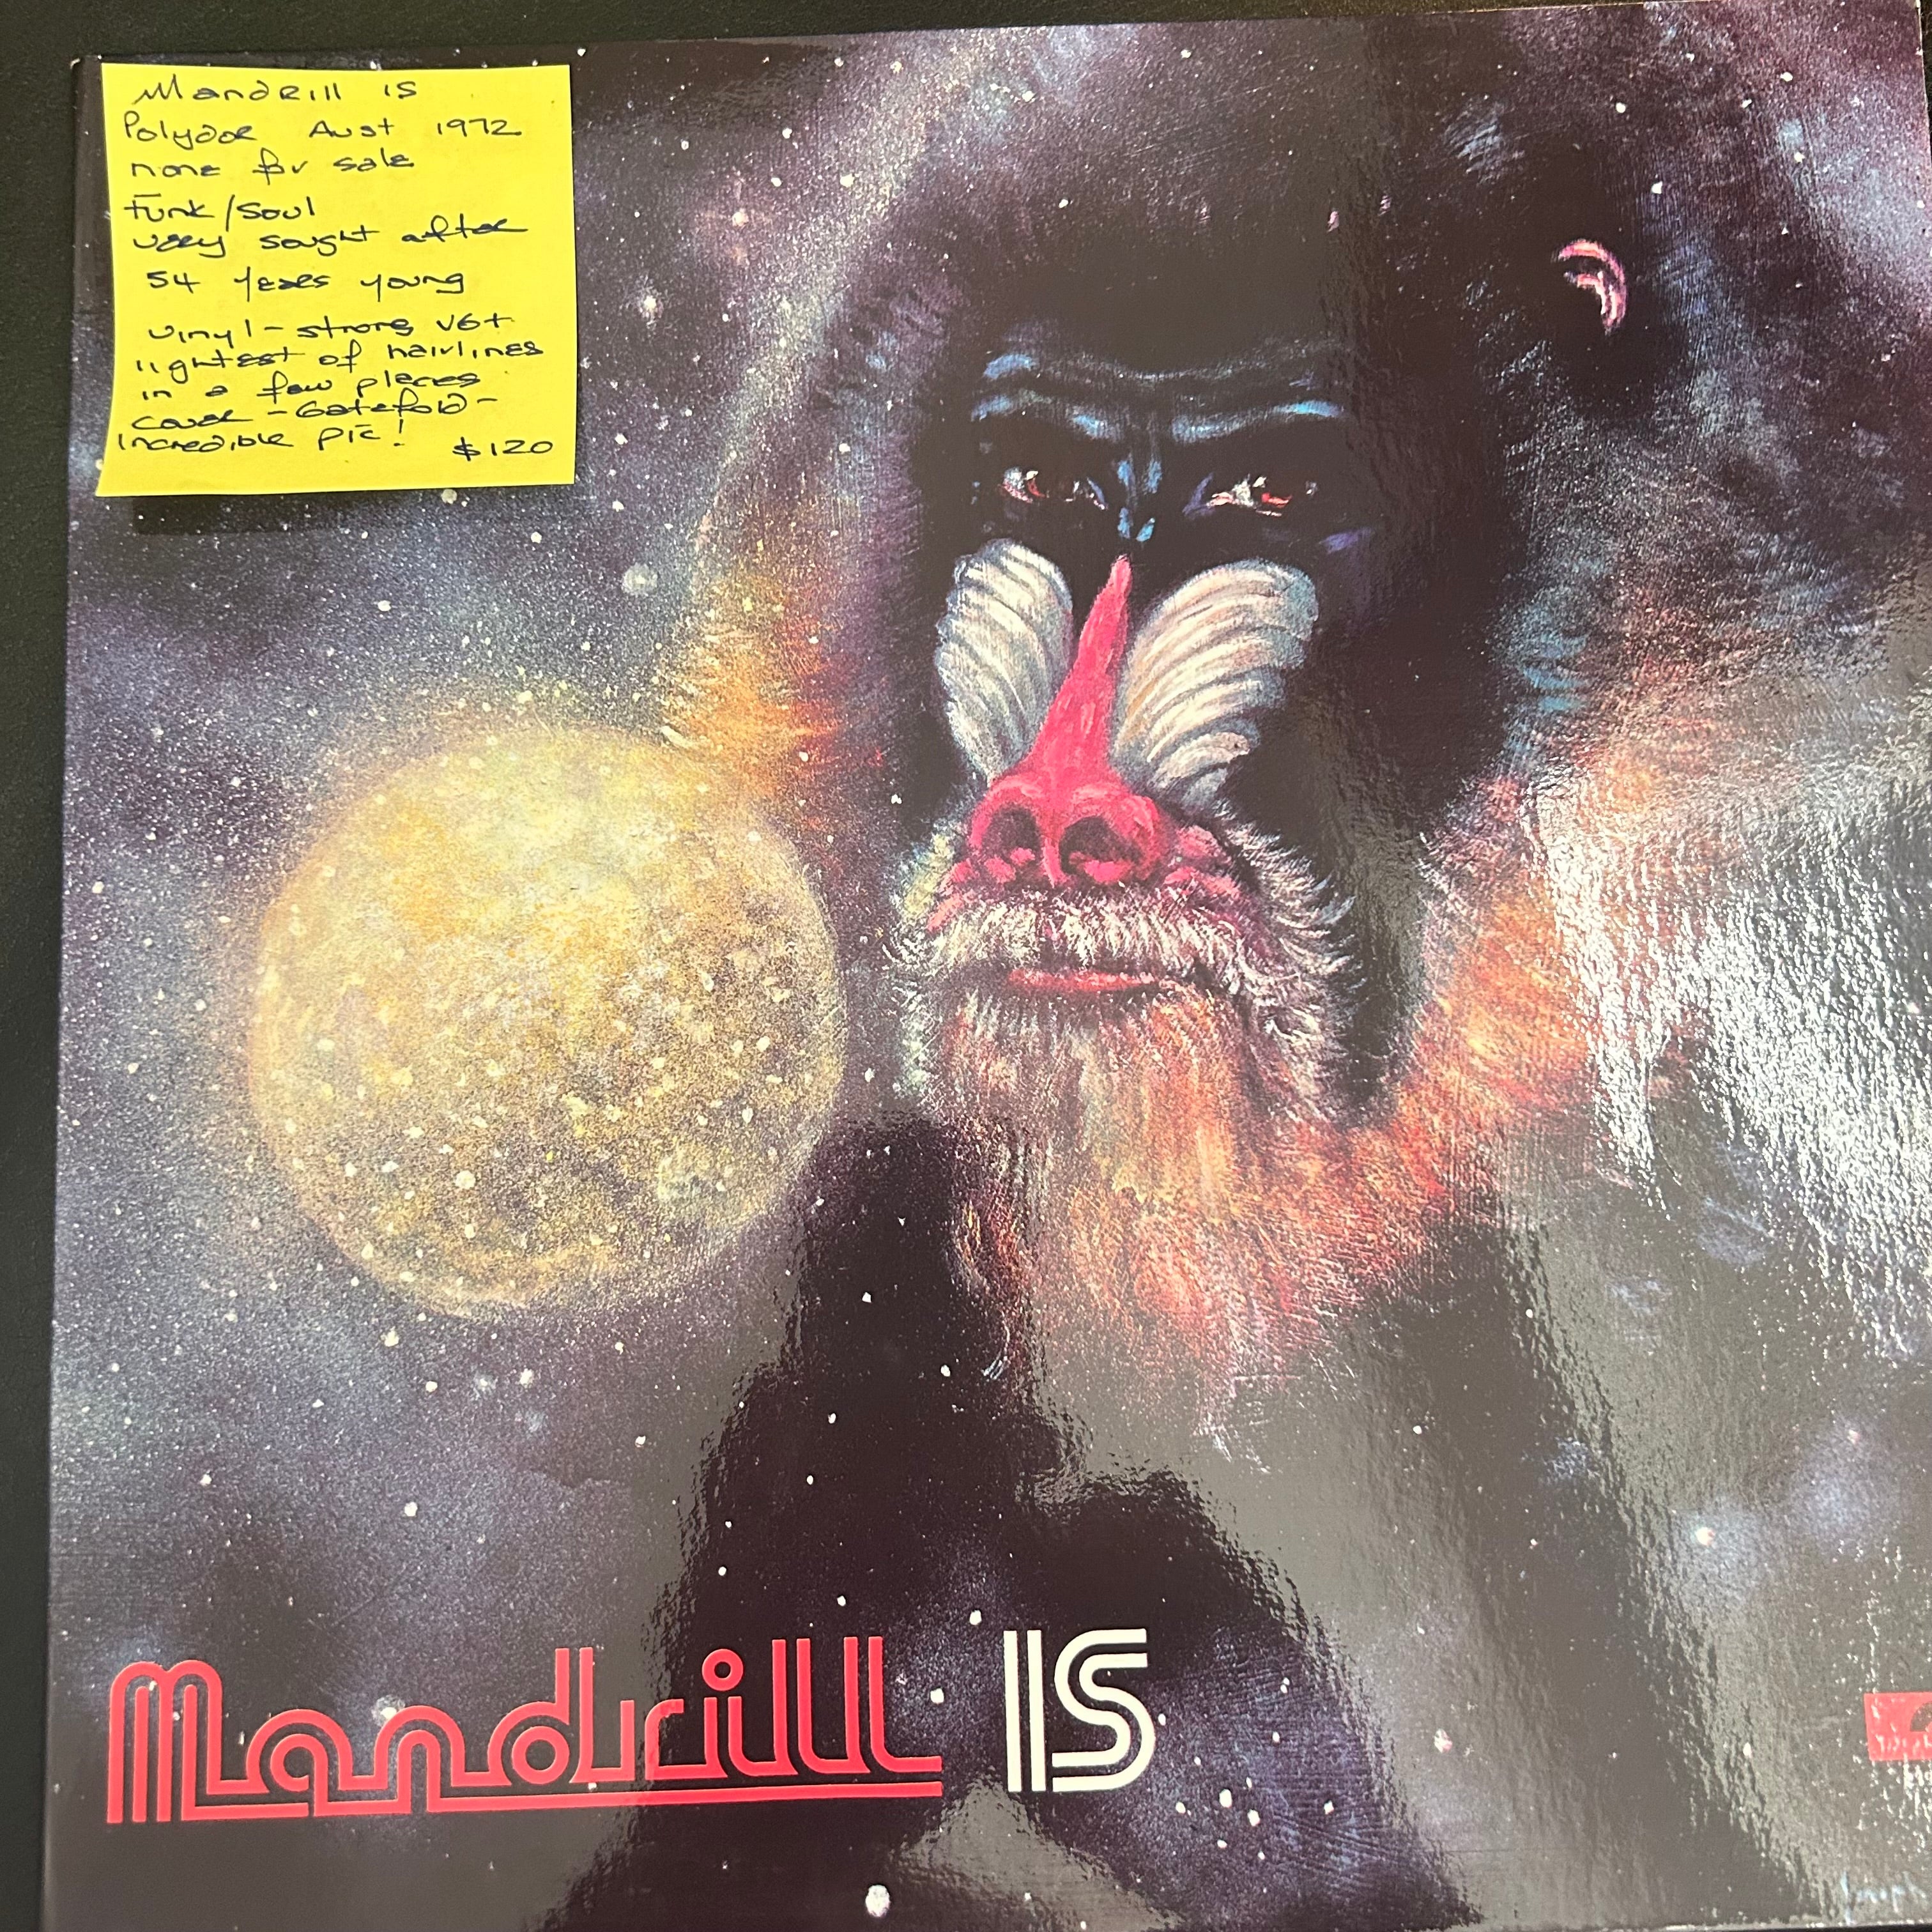 Mandrill is
Polydor Aust 1972
none for sale
Funk/Soul
very sought after
54 years young
vinyl - strong VG+
lightest of hairlines
in a few places
cover - Gatefold -
incredible pic!
$120
Mandrill IS